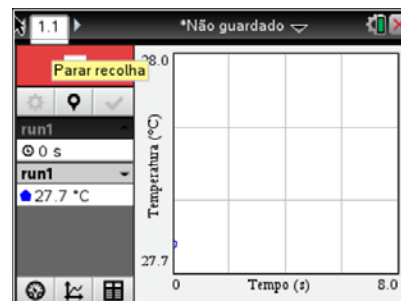 1.1
*Não guardado
28.0
Parar recolha
run1
0 s
run1
27.7 °C
Temperatura (°C)
27.7
0
Tempo (s)
8.0